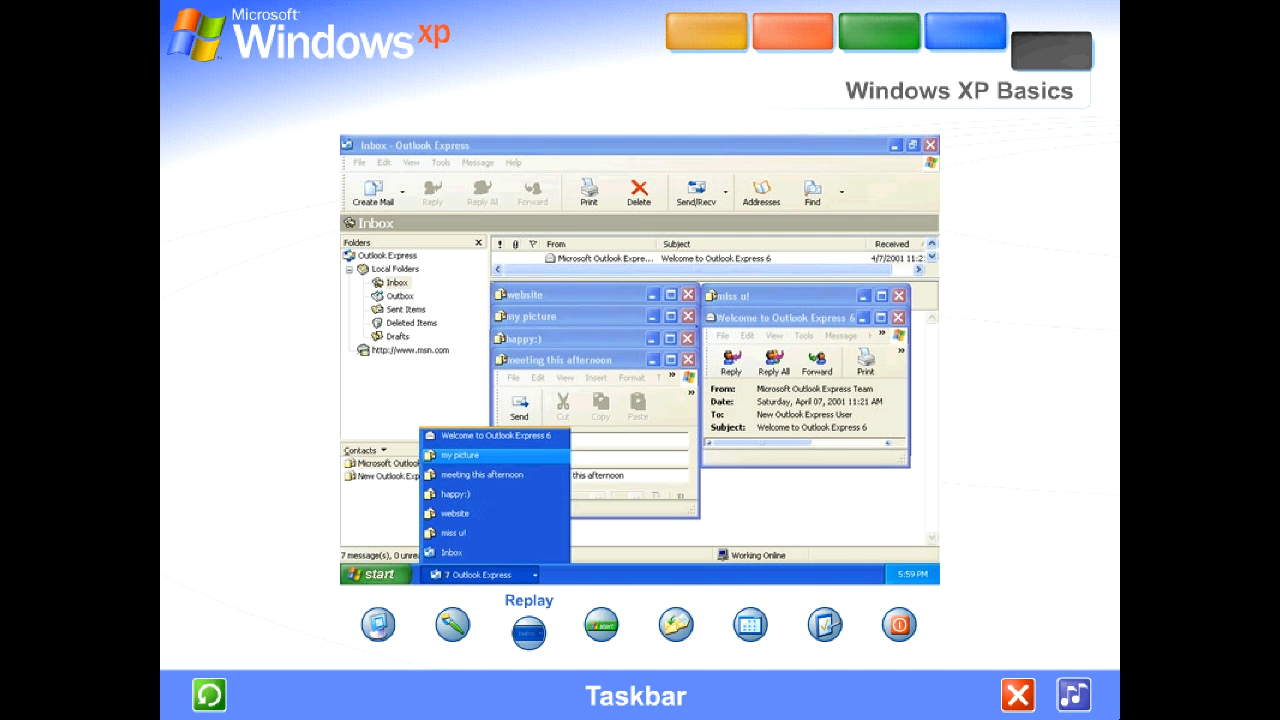 Microsoft
Windows xp
Windows XP Basics
Inbox - Outlook Express
File Edit View Tools Message Help
Create Mail Reply Reply All Forward Print Delete Send/Recv Addresses Find
Inbox
Folders
Outlook Express
Local Folders
Inbox
Outbox
Sent Items
Deleted Items
Drafts
http://www.msn.com
! From Subject Received
Microsoft Outlook Expre... Welcome to Outlook Express 6 4/7/2001 11:2
website
my picture
happy:)
meeting this afternoon
File Edit View Insert Format
Send Cut Copy Paste
this afternoon
miss u!
Welcome to Outlook Express 6
File Edit View Tools Message
Reply Reply All Forward Print
From: Microsoft Outlook Express Team
Date: Saturday, April 07, 2001 11:21 AM
To: New Outlook Express User
Subject: Welcome to Outlook Express 6
Contacts
Microsoft Outloo
New Outlook Exp
Welcome to Outlook Express 6
my picture
meeting this afternoon
happy:)
website
miss u!
Inbox
7 message(s), 0 unre
Working Online
start 7 Outlook Express 5:59 PM
Replay
start
Taskbar